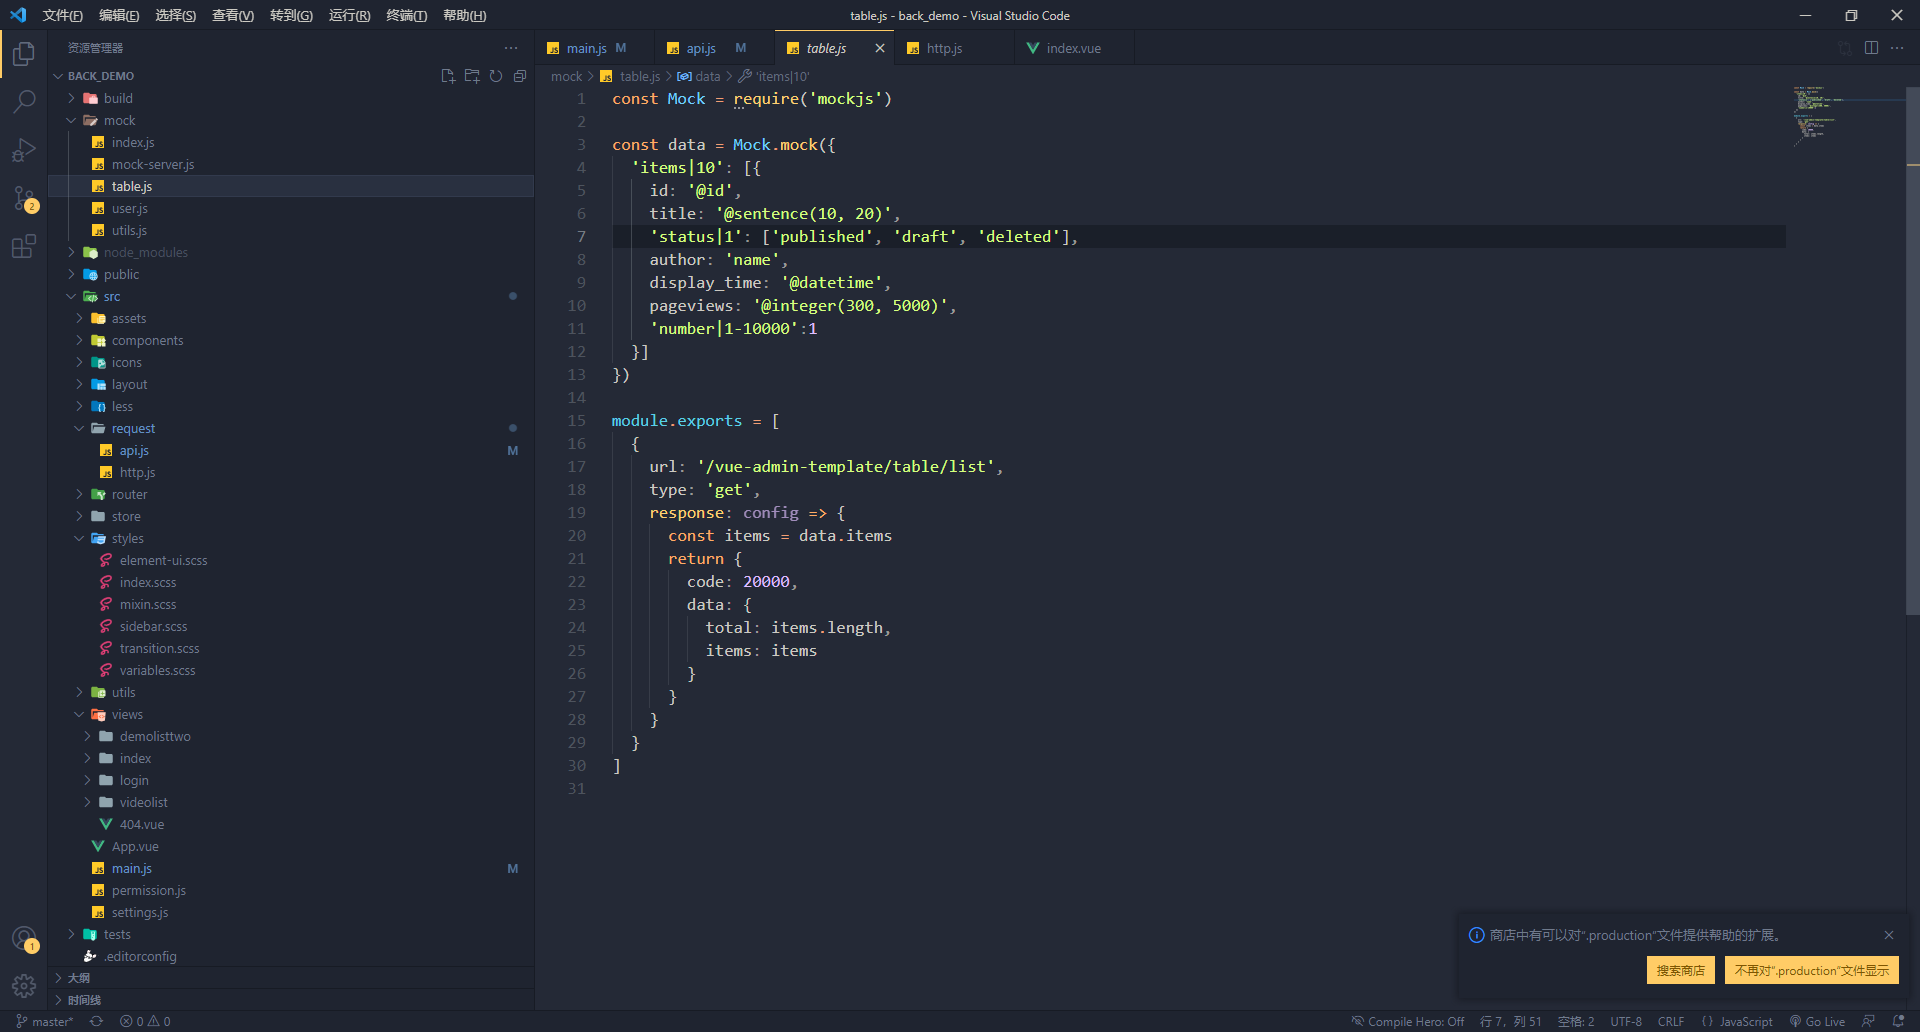 文件(F) 编辑(E) 选择(S) 查看(V) 转到(G) 运行(R) 终端(T) 帮助(H)
table.js - back_demo - Visual Studio Code
资源管理器
BACK_DEMO
build
mock
index.js
mock-server.js
table.js
user.js
utils.js
node_modules
public
src
assets
components
icons
layout
less
request
api.js M
http.js
router
store
styles
element-ui.scss
index.scss
mixin.scss
sidebar.scss
transition.scss
variables.scss
utils
views
demolisttwo
index
login
videolist
404.vue
App.vue
main.js M
permission.js
settings.js
tests
.editorconfig
大纲
时间线
2
1
main.js M api.js M table.js http.js index.vue
mock > table.js > data > 'items|10'
1 const Mock = require('mockjs')
2
3 const data = Mock.mock({
4 'items|10': [{
5 id: '@id',
6 title: '@sentence(10, 20)',
7 'status|1': ['published', 'draft', 'deleted'],
8 author: 'name',
9 display_time: '@datetime',
10 pageviews: '@integer(300, 5000)',
11 'number|1-10000':1
12 }]
13 })
14
15 module.exports = [
16 {
17 url: '/vue-admin-template/table/list',
18 type: 'get',
19 response: config => {
20 const items = data.items
21 return {
22 code: 20000,
23 data: {
24 total: items.length,
25 items: items
26 }
27 }
28 }
29 }
30 ]
31
商店中有可以对“.production”文件提供帮助的扩展。
搜索商店 不再对“.production”文件显示
master* 0 0 Compile Hero: Off 行 7，列 51 空格: 2 UTF-8 CRLF {} JavaScript Go Live